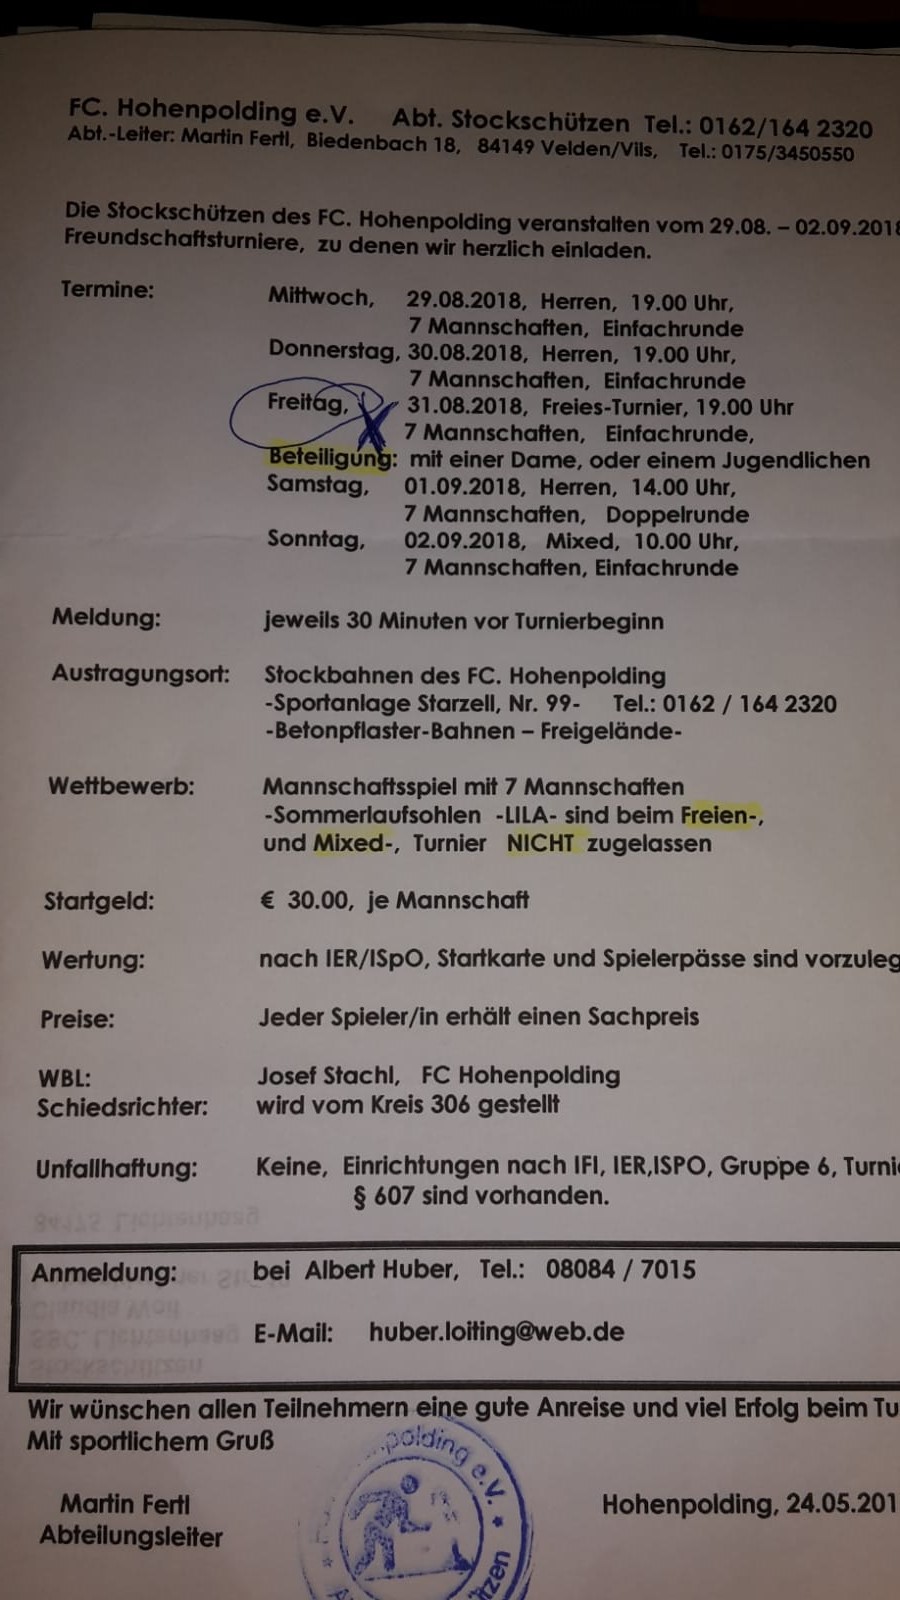 FC. Hohenpolding e.V. Abt. Stockschützen Tel.: 0162/164 2320
Abt.-Leiter: Martin Fertl, Biedenbach 18, 84149 Velden/Vils, Tel.: 0175/3450550
Die Stockschützen des FC. Hohenpolding veranstalten vom 29.08. – 02.09.2018
Freundschaftsturniere, zu denen wir herzlich einladen.
Termine: Mittwoch, 29.08.2018, Herren, 19.00 Uhr,
7 Mannschaften, Einfachrunde
Donnerstag, 30.08.2018, Herren, 19.00 Uhr,
7 Mannschaften, Einfachrunde
Freitag, 31.08.2018, Freies-Turnier, 19.00 Uhr
7 Mannschaften, Einfachrunde,
Beteiligung: mit einer Dame, oder einem Jugendlichen
Samstag, 01.09.2018, Herren, 14.00 Uhr,
7 Mannschaften, Doppelrunde
Sonntag, 02.09.2018, Mixed, 10.00 Uhr,
7 Mannschaften, Einfachrunde
Meldung: jeweils 30 Minuten vor Turnierbeginn
Austragungsort: Stockbahnen des FC. Hohenpolding
-Sportanlage Starzell, Nr. 99- Tel.: 0162 / 164 2320
-Betonpflaster-Bahnen – Freigelände-
Wettbewerb: Mannschaftsspiel mit 7 Mannschaften
-Sommerlaufsohlen -LILA- sind beim Freien-,
und Mixed-, Turnier NICHT zugelassen
Startgeld: € 30.00, je Mannschaft
Wertung: nach IER/ISpO, Startkarte und Spielerpässe sind vorzuleg
Preise: Jeder Spieler/in erhält einen Sachpreis
WBL: Josef Stachl, FC Hohenpolding
Schiedsrichter: wird vom Kreis 306 gestellt
Unfallhaftung: Keine, Einrichtungen nach IFI, IER,ISPO, Gruppe 6, Turni
§ 607 sind vorhanden.
Anmeldung: bei Albert Huber, Tel.: 08084 / 7015
E-Mail: huber.loiting@web.de
Wir wünschen allen Teilnehmern eine gute Anreise und viel Erfolg beim Tu
Mit sportlichem Gruß
polding e.V.
Martin Fertl Hohenpolding, 24.05.201
Abteilungsleiter